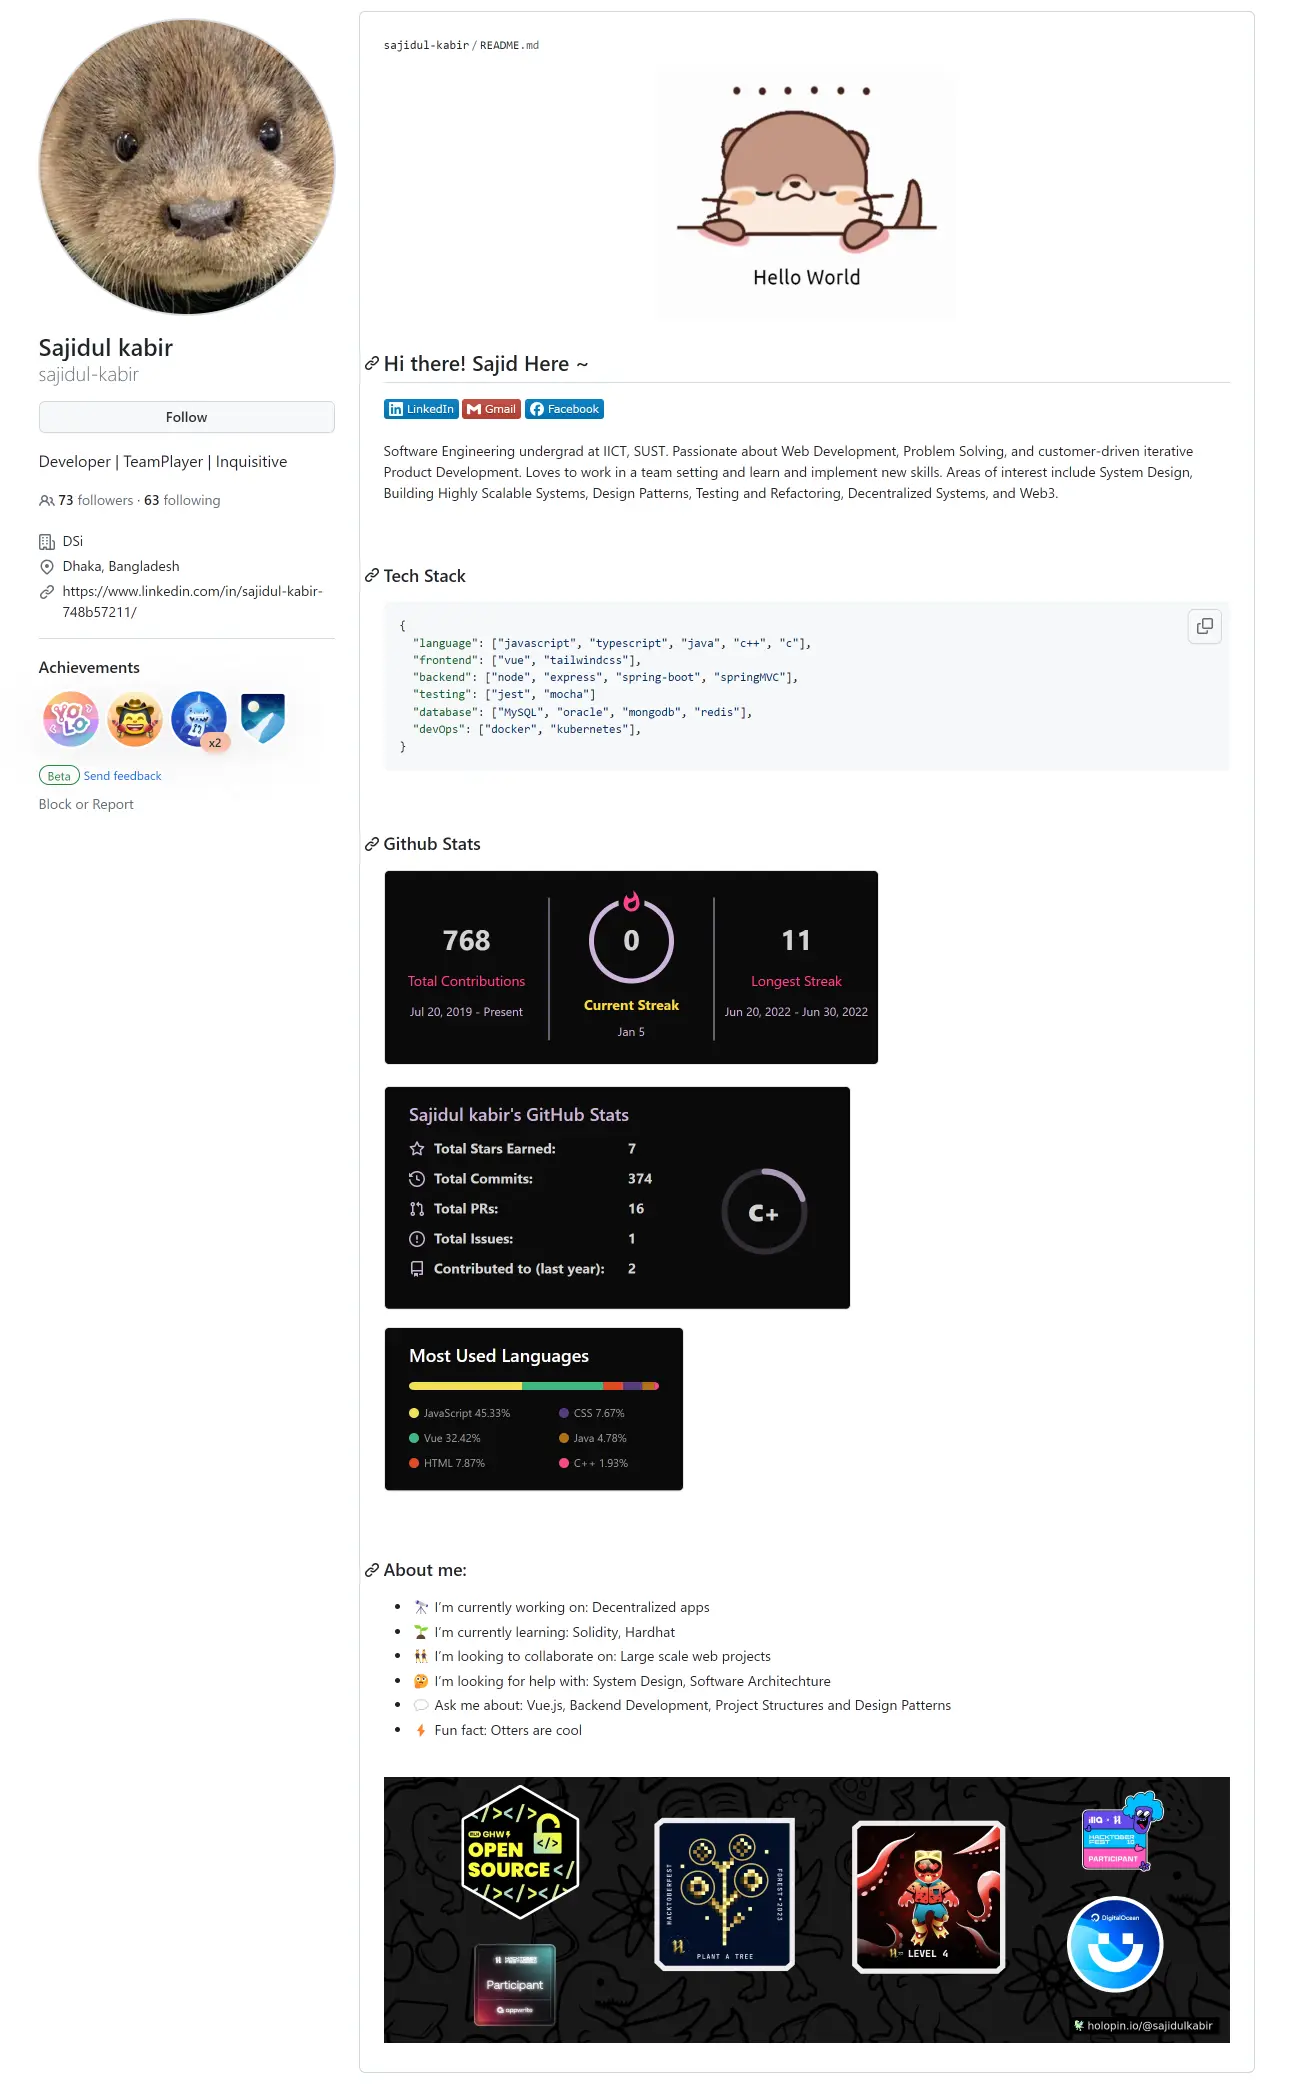 Sajidul kabir
sajidul-kabir
Follow
Developer | TeamPlayer | Inquisitive
73 followers · 63 following
DSi
Dhaka, Bangladesh
https://www.linkedin.com/in/sajidul-kabir-
748b57211/
Achievements
YOLO
x2
Beta Send feedback
Block or Report
sajidul-kabir / README.md
Hello World
Hi there! Sajid Here ~
LinkedIn Gmail Facebook
Software Engineering undergrad at IICT, SUST. Passionate about Web Development, Problem Solving, and customer-driven iterative
Product Development. Loves to work in a team setting and learn and implement new skills. Areas of interest include System Design,
Building Highly Scalable Systems, Design Patterns, Testing and Refactoring, Decentralized Systems, and Web3.
Tech Stack
{
"language": ["javascript", "typescript", "java", "c++", "c"],
"frontend": ["vue", "tailwindcss"],
"backend": ["node", "express", "spring-boot", "springMVC"],
"testing": ["jest", "mocha"]
"database": ["MySQL", "oracle", "mongodb", "redis"],
"devOps": ["docker", "kubernetes"],
}
Github Stats
768
Total Contributions
Jul 20, 2019 - Present
0
Current Streak
Jan 5
11
Longest Streak
Jun 20, 2022 - Jun 30, 2022
Sajidul kabir's GitHub Stats
Total Stars Earned: 7
Total Commits: 374
Total PRs: 16
Total Issues: 1
Contributed to (last year): 2
C+
Most Used Languages
JavaScript 45.33%
Vue 32.42%
HTML 7.87%
CSS 7.67%
Java 4.78%
C++ 1.93%
About me:
I'm currently working on: Decentralized apps
I'm currently learning: Solidity, Hardhat
I'm looking to collaborate on: Large scale web projects
I'm looking for help with: System Design, Software Architechture
Ask me about: Vue.js, Backend Development, Project Structures and Design Patterns
Fun fact: Otters are cool
</></></>
GHW
OPEN
SOURCE </
</>
Participant
appwrite
HACKTOBERFEST
FOREST • 2023
PLANT A TREE
LEVEL 4
HACKTOBER
FEST 10
PARTICIPANT
DigitalOcean
holopin.io/@sajidulkabir